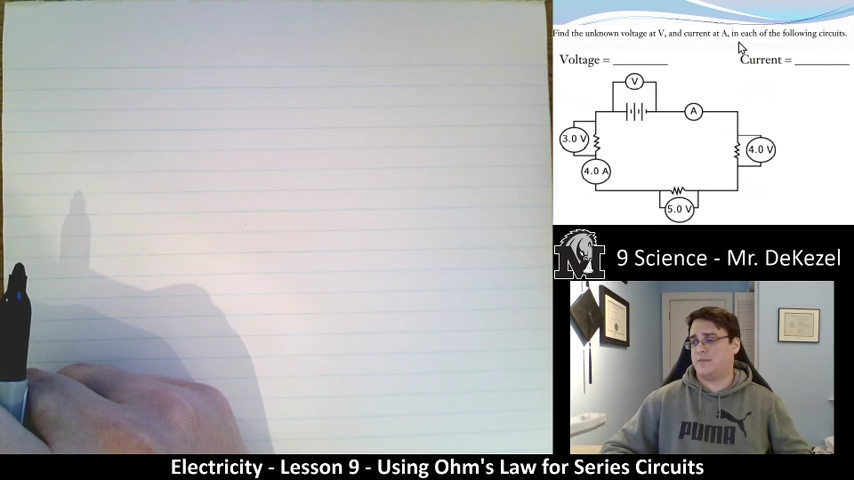 Find the unknown voltage at V, and current at A, in each of the following circuits.
Voltage = ________ Current = ________
V
A
3.0 V
4.0 V
4.0 A
5.0 V
M
9 Science - Mr. DeKezel
PUMA
Electricity - Lesson 9 - Using Ohm's Law for Series Circuits